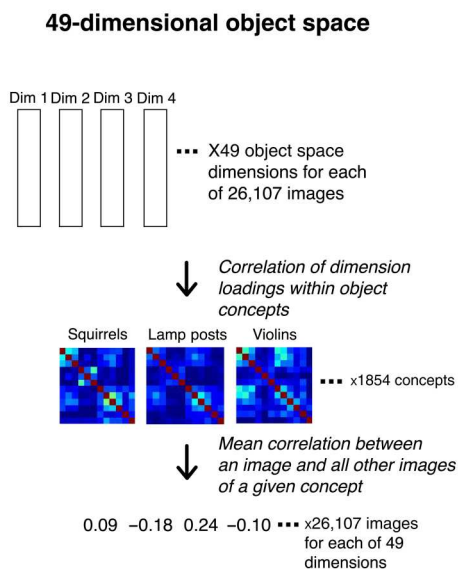 49-dimensional object space
Dim 1 Dim 2 Dim 3 Dim 4
X49 object space
dimensions for each
of 26,107 images
Correlation of dimension
loadings within object
concepts
Squirrels Lamp posts Violins
x1854 concepts
Mean correlation between
an image and all other images
of a given concept
0.09 −0.18 0.24 −0.10 x26,107 images
for each of 49
dimensions